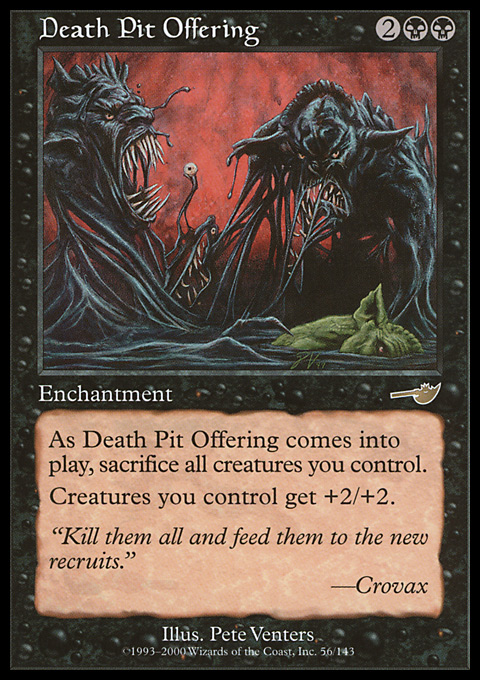 Death Pit Offering 2
Enchantment
As Death Pit Offering comes into
play, sacrifice all creatures you control.
Creatures you control get +2/+2.
“Kill them all and feed them to the new
recruits.”
—Crovax
Illus. Pete Venters
©1993–2000 Wizards of the Coast, Inc. 56/143